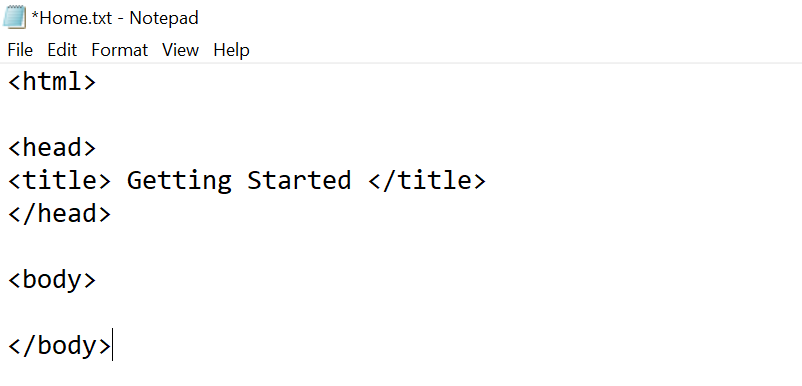 *Home.txt - Notepad
File Edit Format View Help
<html>
<head>
<title> Getting Started </title>
</head>
<body>
</body>